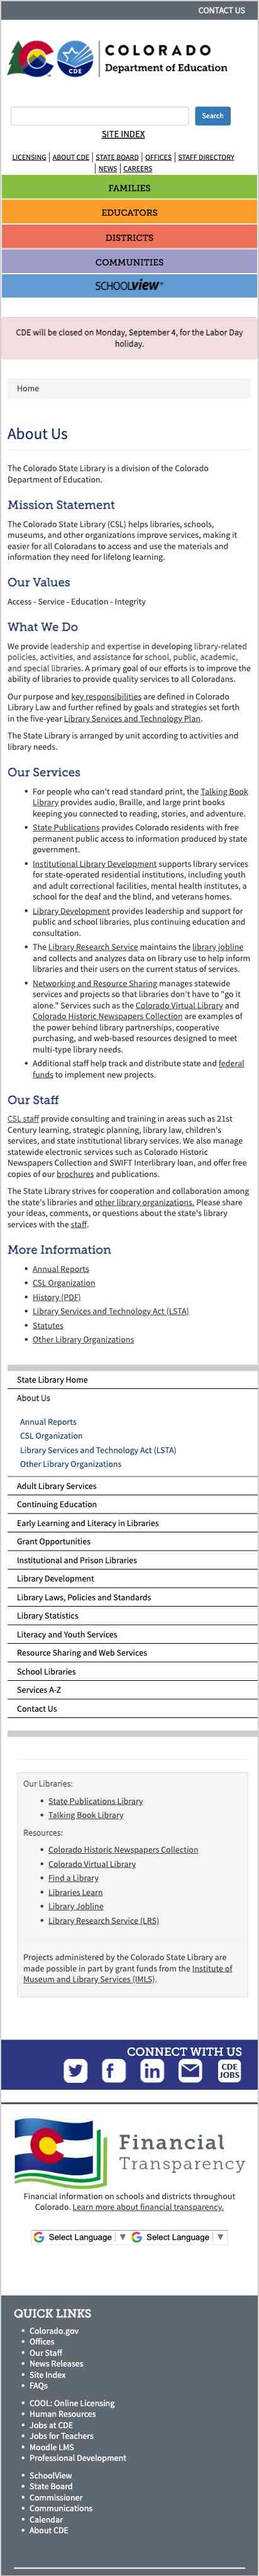 CONTACT US
COLORADO
Department of Education
CDE
Search
SITE INDEX
LICENSING | ABOUT CDE | STATE BOARD | OFFICES | STAFF DIRECTORY
| NEWS | CAREERS
FAMILIES
EDUCATORS
DISTRICTS
COMMUNITIES
SCHOOLVIEW®
CDE will be closed on Monday, September 4, for the Labor Day
holiday.
Home
About Us
The Colorado State Library is a division of the Colorado
Department of Education.
Mission Statement
The Colorado State Library (CSL) helps libraries, schools,
museums, and other organizations improve services, making it
easier for all Coloradans to access and use the materials and
information they need for lifelong learning.
Our Values
Access - Service - Education - Integrity
What We Do
We provide leadership and expertise in developing library-related
policies, activities, and assistance for school, public, academic,
and special libraries. A primary goal of our efforts is to improve the
ability of libraries to provide quality services to all Coloradans.
Our purpose and key responsibilities are defined in Colorado
Library Law and further refined by goals and strategies set forth
in the five-year Library Services and Technology Plan.
The State Library is arranged by unit according to activities and
library needs.
Our Services
• For people who can't read standard print, the Talking Book
Library provides audio, Braille, and large print books
keeping you connected to reading, stories, and adventure.
• State Publications provides Colorado residents with free
permanent public access to information produced by state
government.
• Institutional Library Development supports library services
for state-operated residential institutions, including youth
and adult correctional facilities, mental health institutes, a
school for the deaf and the blind, and veterans homes.
• Library Development provides leadership and support for
public and school libraries, plus continuing education and
consultation.
• The Library Research Service maintains the library jobline
and collects and analyzes data on library use to help inform
libraries and their users on the current status of services.
• Networking and Resource Sharing manages statewide
services and projects so that libraries don't have to "go it
alone." Services such as the Colorado Virtual Library and
Colorado Historic Newspapers Collection are examples of
the power behind library partnerships, cooperative
purchasing, and web-based resources designed to meet
multi-type library needs.
• Additional staff help track and distribute state and federal
funds to implement new projects.
Our Staff
CSL staff provide consulting and training in areas such as 21st
Century learning, strategic planning, library law, children's
services, and state institutional library services. We also manage
statewide electronic services such as Colorado Historic
Newspapers Collection and SWIFT Interlibrary loan, and offer free
copies of our brochures and publications.
The State Library strives for cooperation and collaboration among
the state's libraries and other library organizations. Please share
your ideas, comments, or questions about the state's library
services with the staff.
More Information
• Annual Reports
• CSL Organization
• History (PDF)
• Library Services and Technology Act (LSTA)
• Statutes
• Other Library Organizations
State Library Home
About Us
Annual Reports
CSL Organization
Library Services and Technology Act (LSTA)
Other Library Organizations
Adult Library Services
Continuing Education
Early Learning and Literacy in Libraries
Grant Opportunities
Institutional and Prison Libraries
Library Development
Library Laws, Policies and Standards
Library Statistics
Literacy and Youth Services
Resource Sharing and Web Services
School Libraries
Services A-Z
Contact Us
Our Libraries:
• State Publications Library
• Talking Book Library
Resources:
• Colorado Historic Newspapers Collection
• Colorado Virtual Library
• Find a Library
• Libraries Learn
• Library Jobline
• Library Research Service (LRS)
Projects administered by the Colorado State Library are
made possible in part by grant funds from the Institute of
Museum and Library Services (IMLS).
CONNECT WITH US
CDE
JOBS
Financial
Transparency
Financial information on schools and districts throughout
Colorado. Learn more about financial transparency.
Select Language ▼ Select Language ▼
QUICK LINKS
• Colorado.gov
• Offices
• Our Staff
• News Releases
• Site Index
• FAQs
• COOL: Online Licensing
• Human Resources
• Jobs at CDE
• Jobs for Teachers
• Moodle LMS
• Professional Development
• SchoolView
• State Board
• Commissioner
• Communications
• Calendar
• About CDE